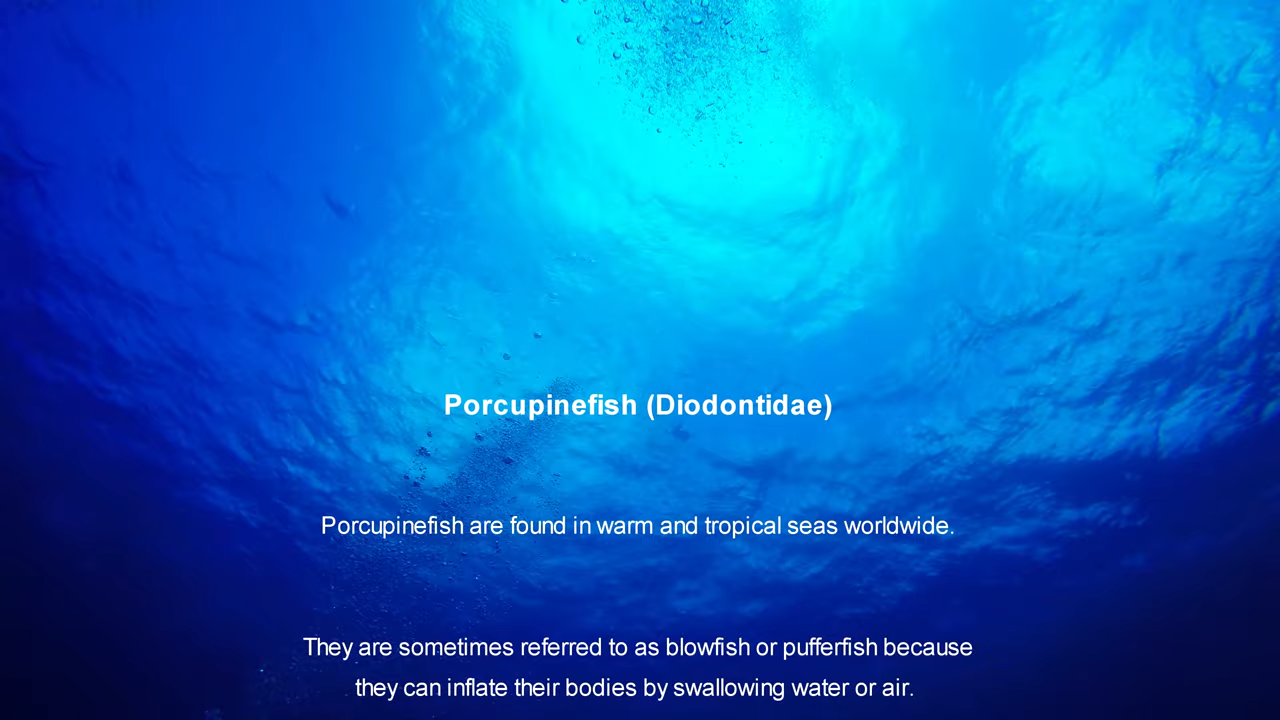 Porcupinefish (Diodontidae)
Porcupinefish are found in warm and tropical seas worldwide.
They are sometimes referred to as blowfish or pufferfish because
they can inflate their bodies by swallowing water or air.